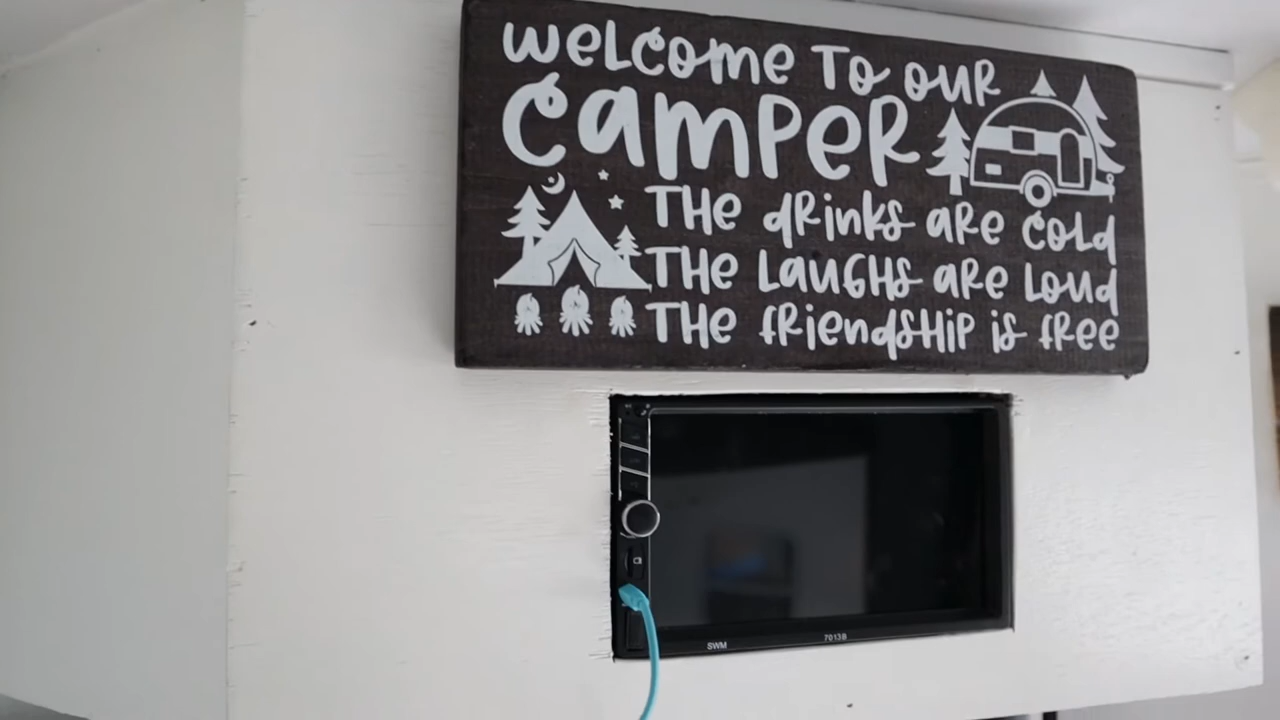 WELCOME TO OUR
CAMPER
THE DRINKS ARE COLD
THE LAUGHS ARE LOUD
THE FRIENDSHIP IS FREE
SWM
7013B